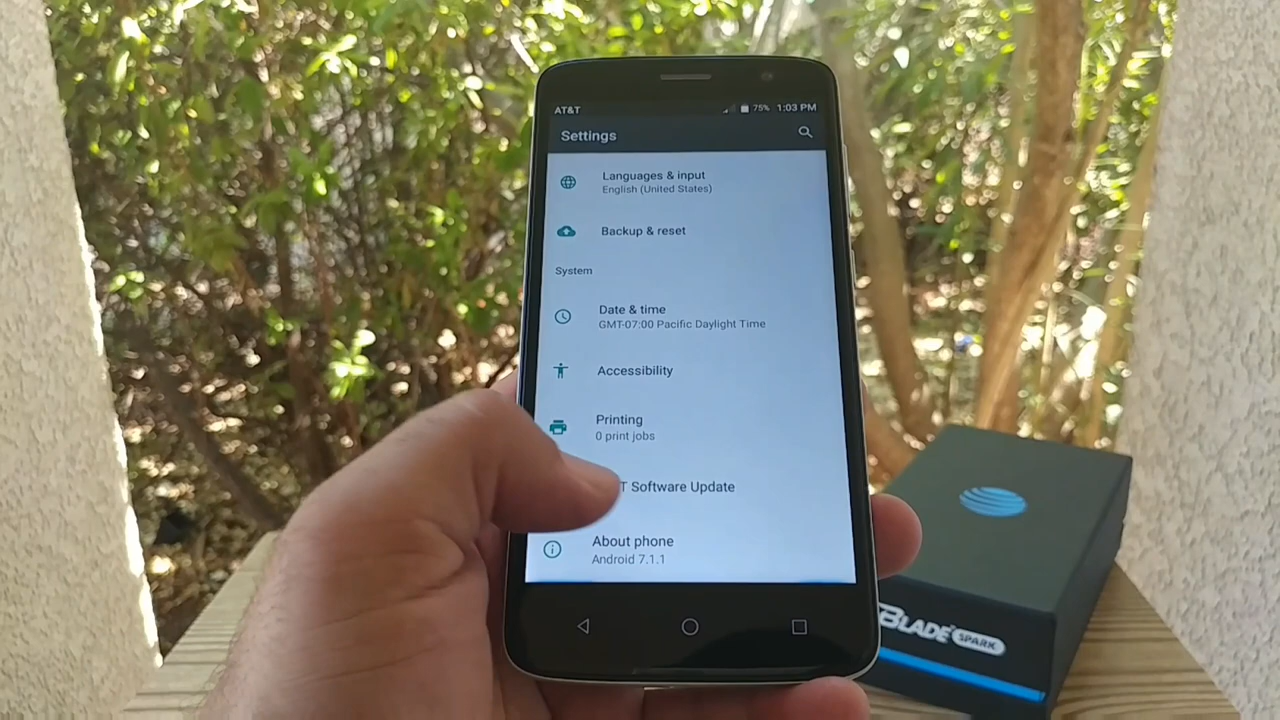 AT&T 75% 1:03 PM
Settings
Languages & input
English (United States)
Backup & reset
System
Date & time
GMT-07:00 Pacific Daylight Time
Accessibility
Printing
0 print jobs
T Software Update
About phone
Android 7.1.1
BLADE SPARK